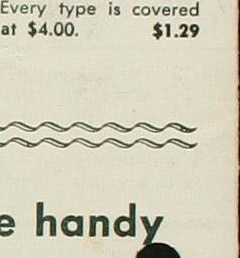 Every type is covered
at $4.00. $1.29
handy